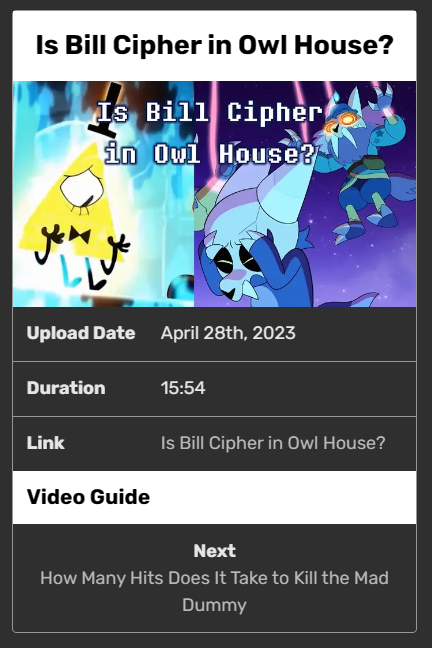 Is Bill Cipher in Owl House?
Is Bill Cipher
in Owl House?
Upload Date April 28th, 2023
Duration 15:54
Link Is Bill Cipher in Owl House?
Video Guide
Next
How Many Hits Does It Take to Kill the Mad
Dummy